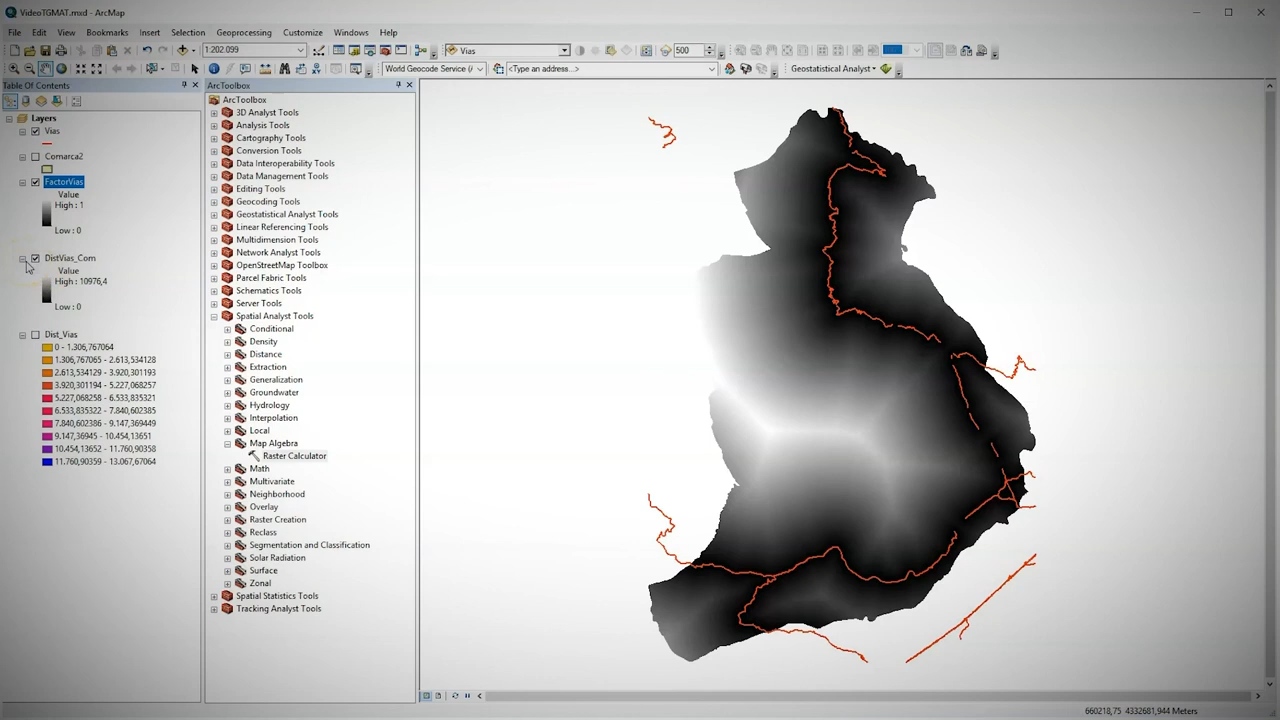 VideoTGMAT.mxd - ArcMap
File Edit View Bookmarks Insert Selection Geoprocessing Customize Windows Help
1:202.099
Vias
500
World Geocode Service (
<Type an address...>
Geostatistical Analyst
Table Of Contents
Layers
Vias
Comarca2
FactorVias
Value
High : 1
Low : 0
DistVias_Com
Value
High : 10976,4
Low : 0
Dist_Vias
0 - 1.306,767064
1.306,767065 - 2.613,534128
2.613,534129 - 3.920,301193
3.920,301194 - 5.227,068257
5.227,068258 - 6.533,835321
6.533,835322 - 7.840,602385
7.840,602386 - 9.147,369449
9.147,36945 - 10.454,13651
10.454,13652 - 11.760,90358
11.760,90359 - 13.067,67064
ArcToolbox
ArcToolbox
3D Analyst Tools
Analysis Tools
Cartography Tools
Conversion Tools
Data Interoperability Tools
Data Management Tools
Editing Tools
Geocoding Tools
Geostatistical Analyst Tools
Linear Referencing Tools
Multidimension Tools
Network Analyst Tools
OpenStreetMap Toolbox
Parcel Fabric Tools
Schematics Tools
Server Tools
Spatial Analyst Tools
Conditional
Density
Distance
Extraction
Generalization
Groundwater
Hydrology
Interpolation
Local
Map Algebra
Raster Calculator
Math
Multivariate
Neighborhood
Overlay
Raster Creation
Reclass
Segmentation and Classification
Solar Radiation
Surface
Zonal
Spatial Statistics Tools
Tracking Analyst Tools
660218,75 4332681,944 Meters